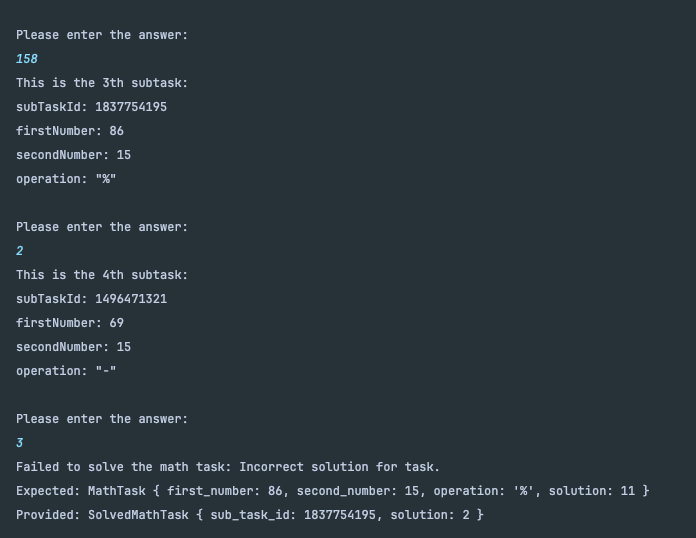 Please enter the answer:
158
This is the 3th subtask:
subTaskId: 1837754195
firstNumber: 86
secondNumber: 15
operation: "%"
Please enter the answer:
2
This is the 4th subtask:
subTaskId: 1496471321
firstNumber: 69
secondNumber: 15
operation: "-"
Please enter the answer:
3
Failed to solve the math task: Incorrect solution for task.
Expected: MathTask { first_number: 86, second_number: 15, operation: '%', solution: 11 }
Provided: SolvedMathTask { sub_task_id: 1837754195, solution: 2 }